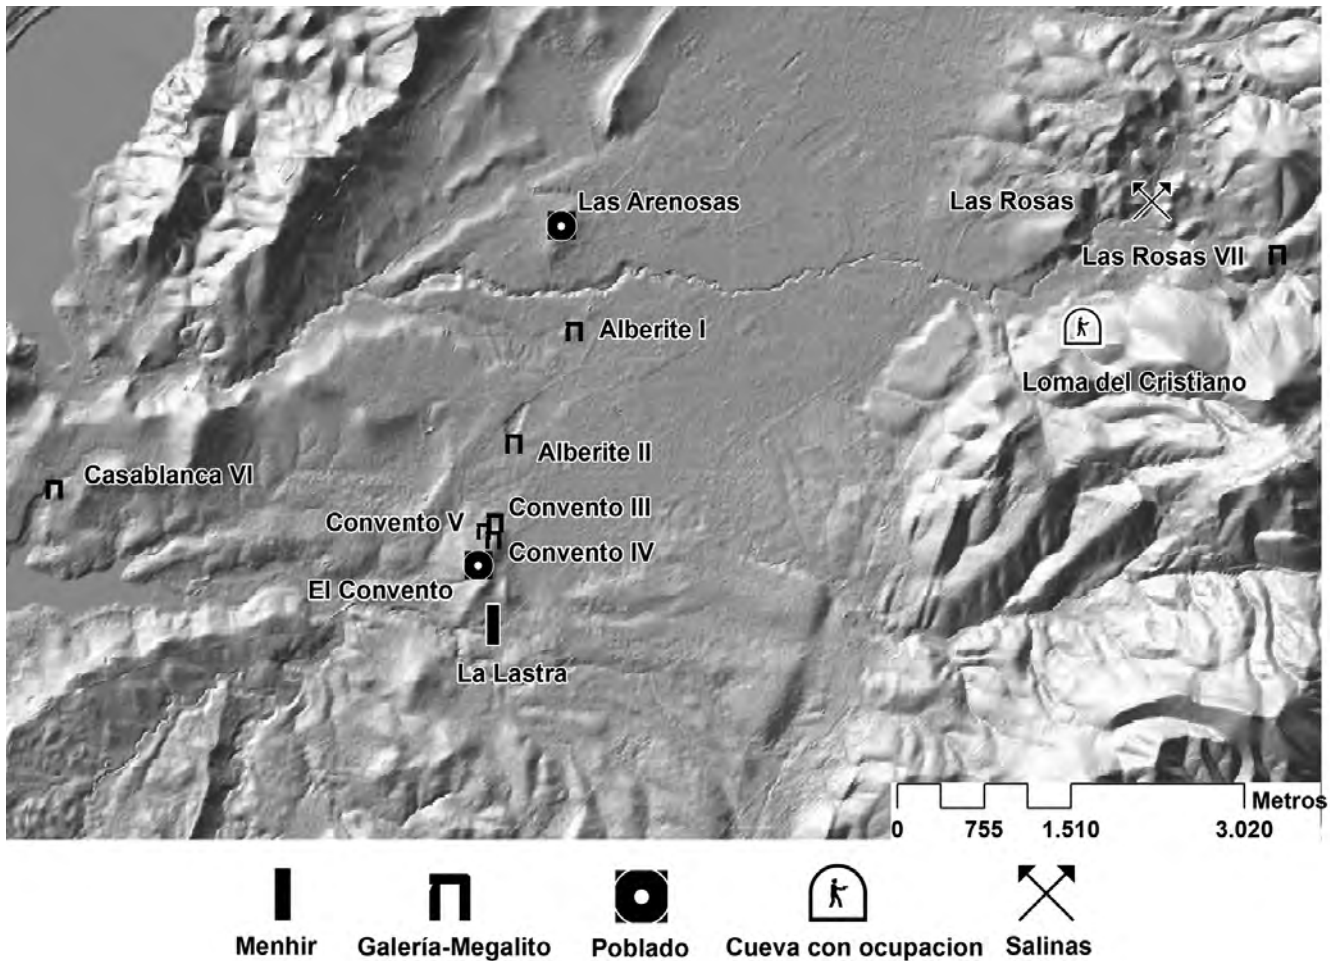 Las Arenosas
Las Rosas
Las Rosas VII
Alberite I
Loma del Cristiano
Alberite II
Casablanca VI
Convento III
Convento V
Convento IV
El Convento
La Lastra
Metros
0 755 1.510 3.020
Menhir Galería-Megalito Poblado Cueva con ocupacion Salinas